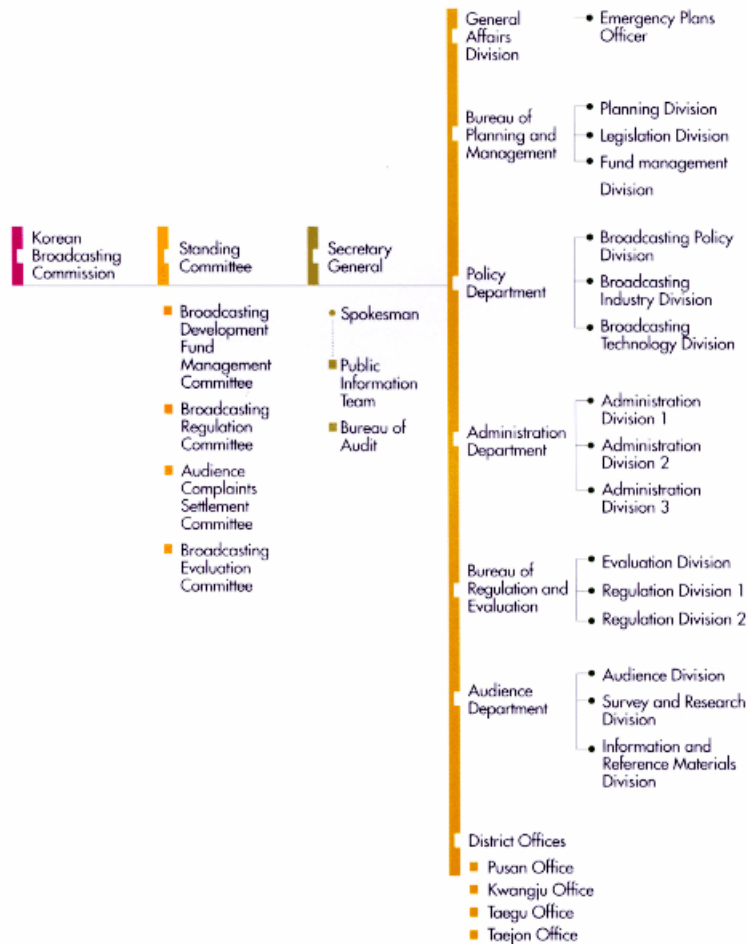 Korean
Broadcasting
Commission
Standing
Committee
Broadcasting
Development
Fund
Management
Committee
Broadcasting
Regulation
Committee
Audience
Complaints
Settlement
Committee
Broadcasting
Evaluation
Committee
Secretary
General
Spokesman
Public
Information
Team
Bureau of
Audit
General
Affairs
Division
Emergency Plans
Officer
Bureau of
Planning and
Management
Planning Division
Legislation Division
Fund management
Division
Policy
Department
Broadcasting Policy
Division
Broadcasting
Industry Division
Broadcasting
Technology Division
Administration
Department
Administration
Division 1
Administration
Division 2
Administration
Division 3
Bureau of
Regulation and
Evaluation
Evaluation Division
Regulation Division 1
Regulation Division 2
Audience
Department
Audience Division
Survey and Research
Division
Information and
Reference Materials
Division
District Offices
Pusan Office
Kwangju Office
Taegu Office
Taejon Office